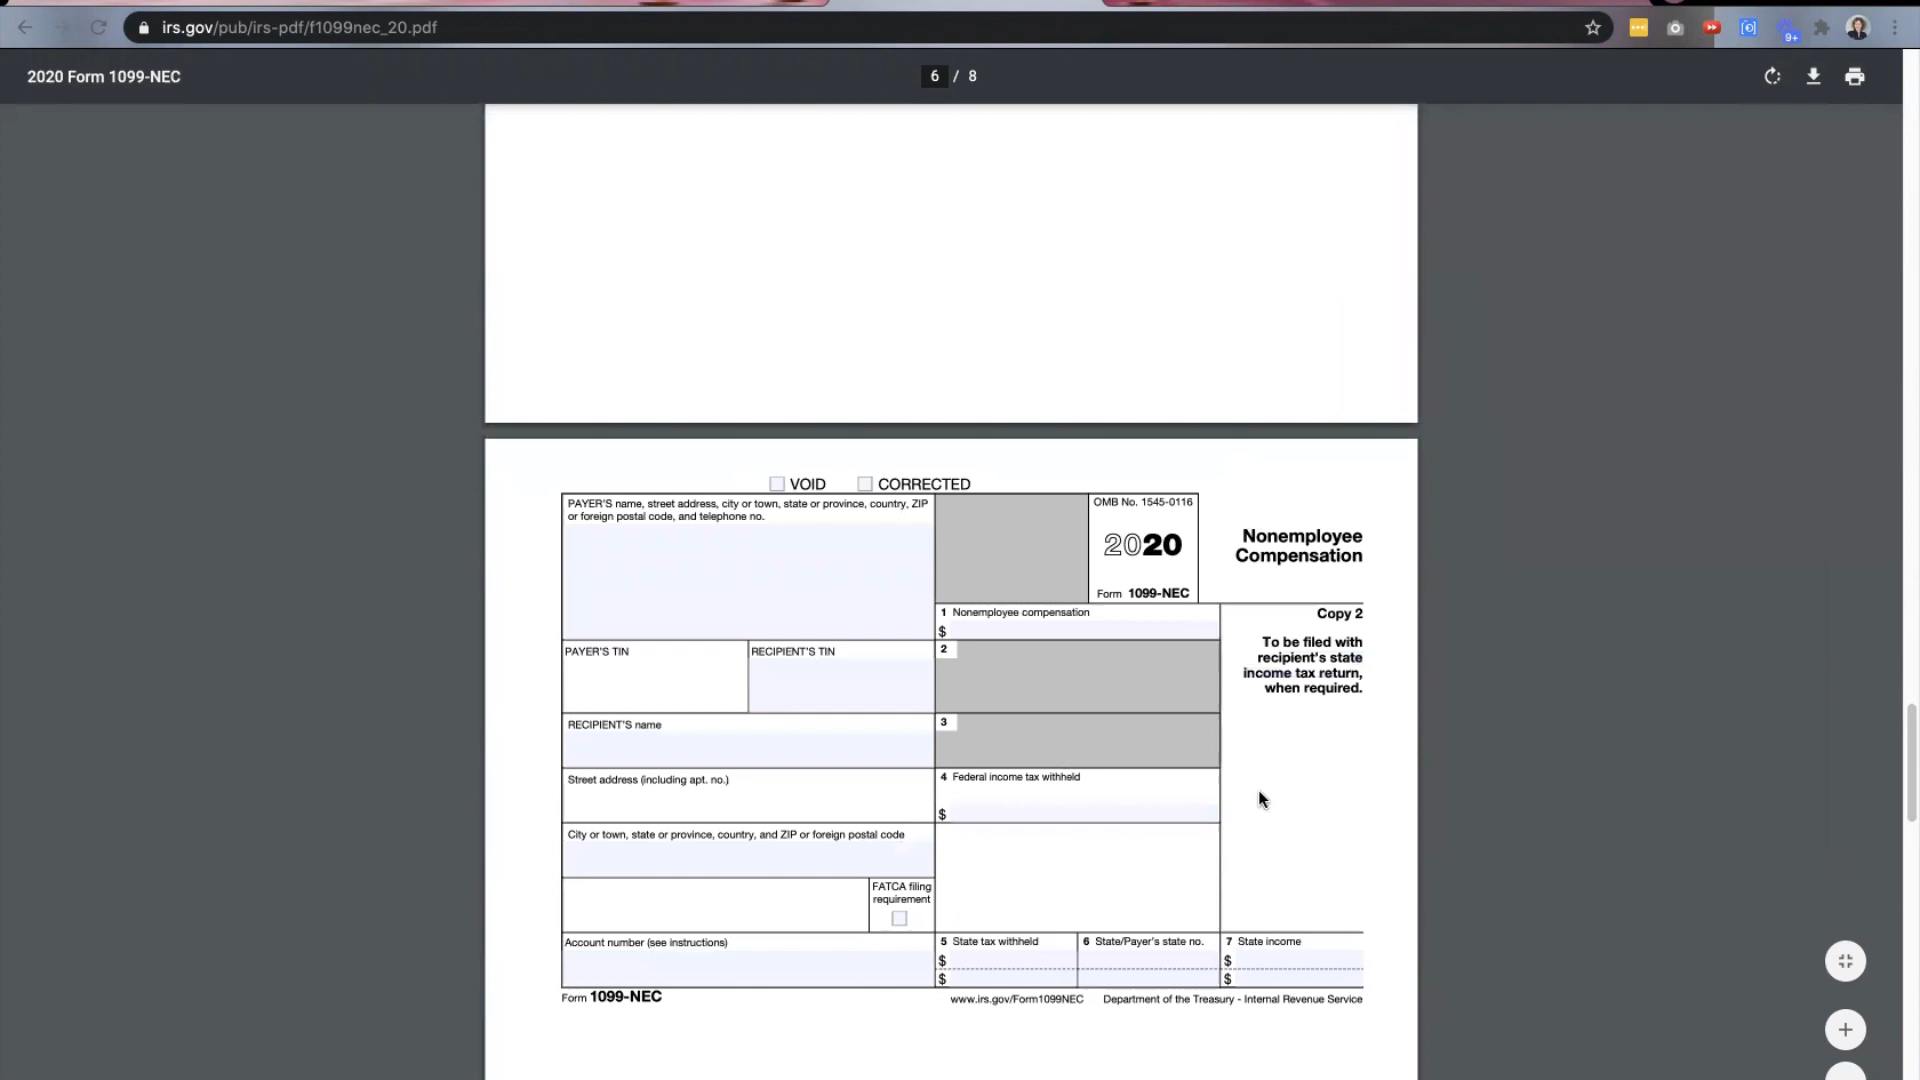 irs.gov/pub/irs-pdf/f1099nec_20.pdf
9+
2020 Form 1099-NEC
6 / 8
VOID
CORRECTED
PAYER'S name, street address, city or town, state or province, country, ZIP
or foreign postal code, and telephone no.
OMB No. 1545-0116
2020
Form 1099-NEC
Nonemployee
Compensation
1 Nonemployee compensation
$
Copy 2
To be filed with
recipient's state
income tax return,
when required.
PAYER'S TIN
RECIPIENT'S TIN
2
RECIPIENT'S name
3
Street address (including apt. no.)
4 Federal income tax withheld
$
City or town, state or province, country, and ZIP or foreign postal code
FATCA filing
requirement
Account number (see instructions)
5 State tax withheld
$
$
6 State/Payer's state no.
7 State income
$
$
Form 1099-NEC
www.irs.gov/Form1099NEC
Department of the Treasury - Internal Revenue Service